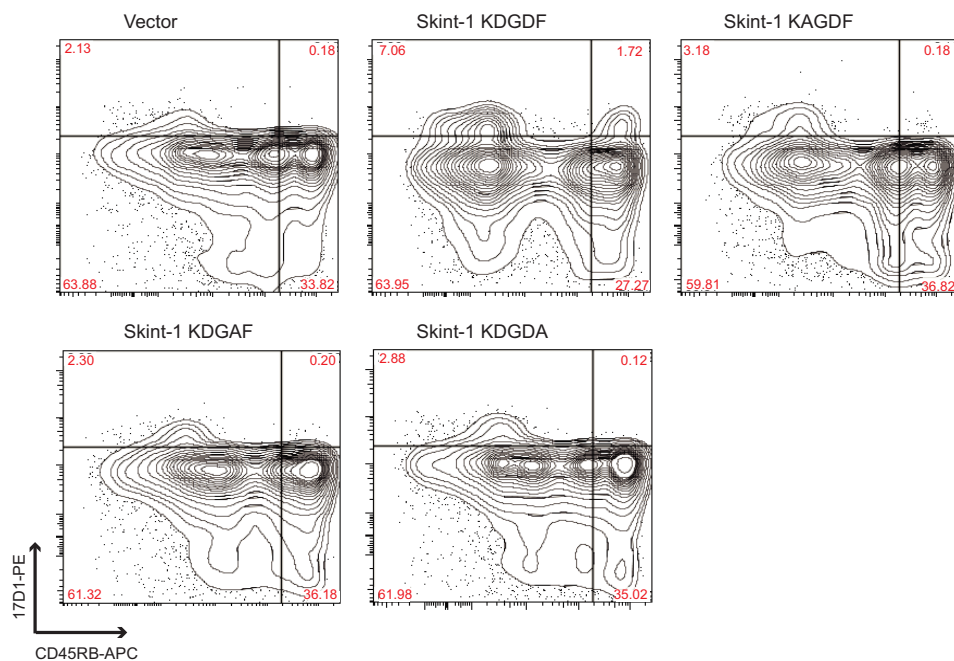 Vector
Skint-1 KDGDF
Skint-1 KAGDF
2.13
0.18
7.06
1.72
3.18
0.18
63.88
33.82
63.95
27.27
59.81
36.82
Skint-1 KDGAF
Skint-1 KDGDA
2.30
0.20
2.88
0.12
61.32
36.18
61.98
35.02
17D1-PE
CD45RB-APC